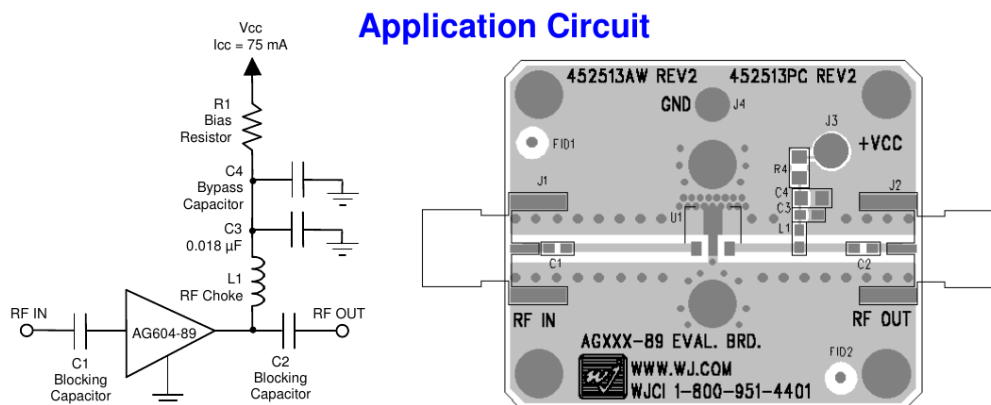 Application Circuit
Vcc
Icc = 75 mA
R1
Bias
Resistor
C4
Bypass
Capacitor
C3
0.018 µF
L1
RF Choke
RF IN
AG604-89
RF OUT
C1
Blocking
Capacitor
C2
Blocking
Capacitor
452513AW REV2
452513PC REV2
GND
J4
J3
+VCC
FID1
R4
J1
C4
J2
U1
C3
L1
C1
C2
RF IN
RF OUT
AGXXX-89 EVAL. BRD.
WJ
WWW.WJ.COM
WJCI 1-800-951-4401
FID2